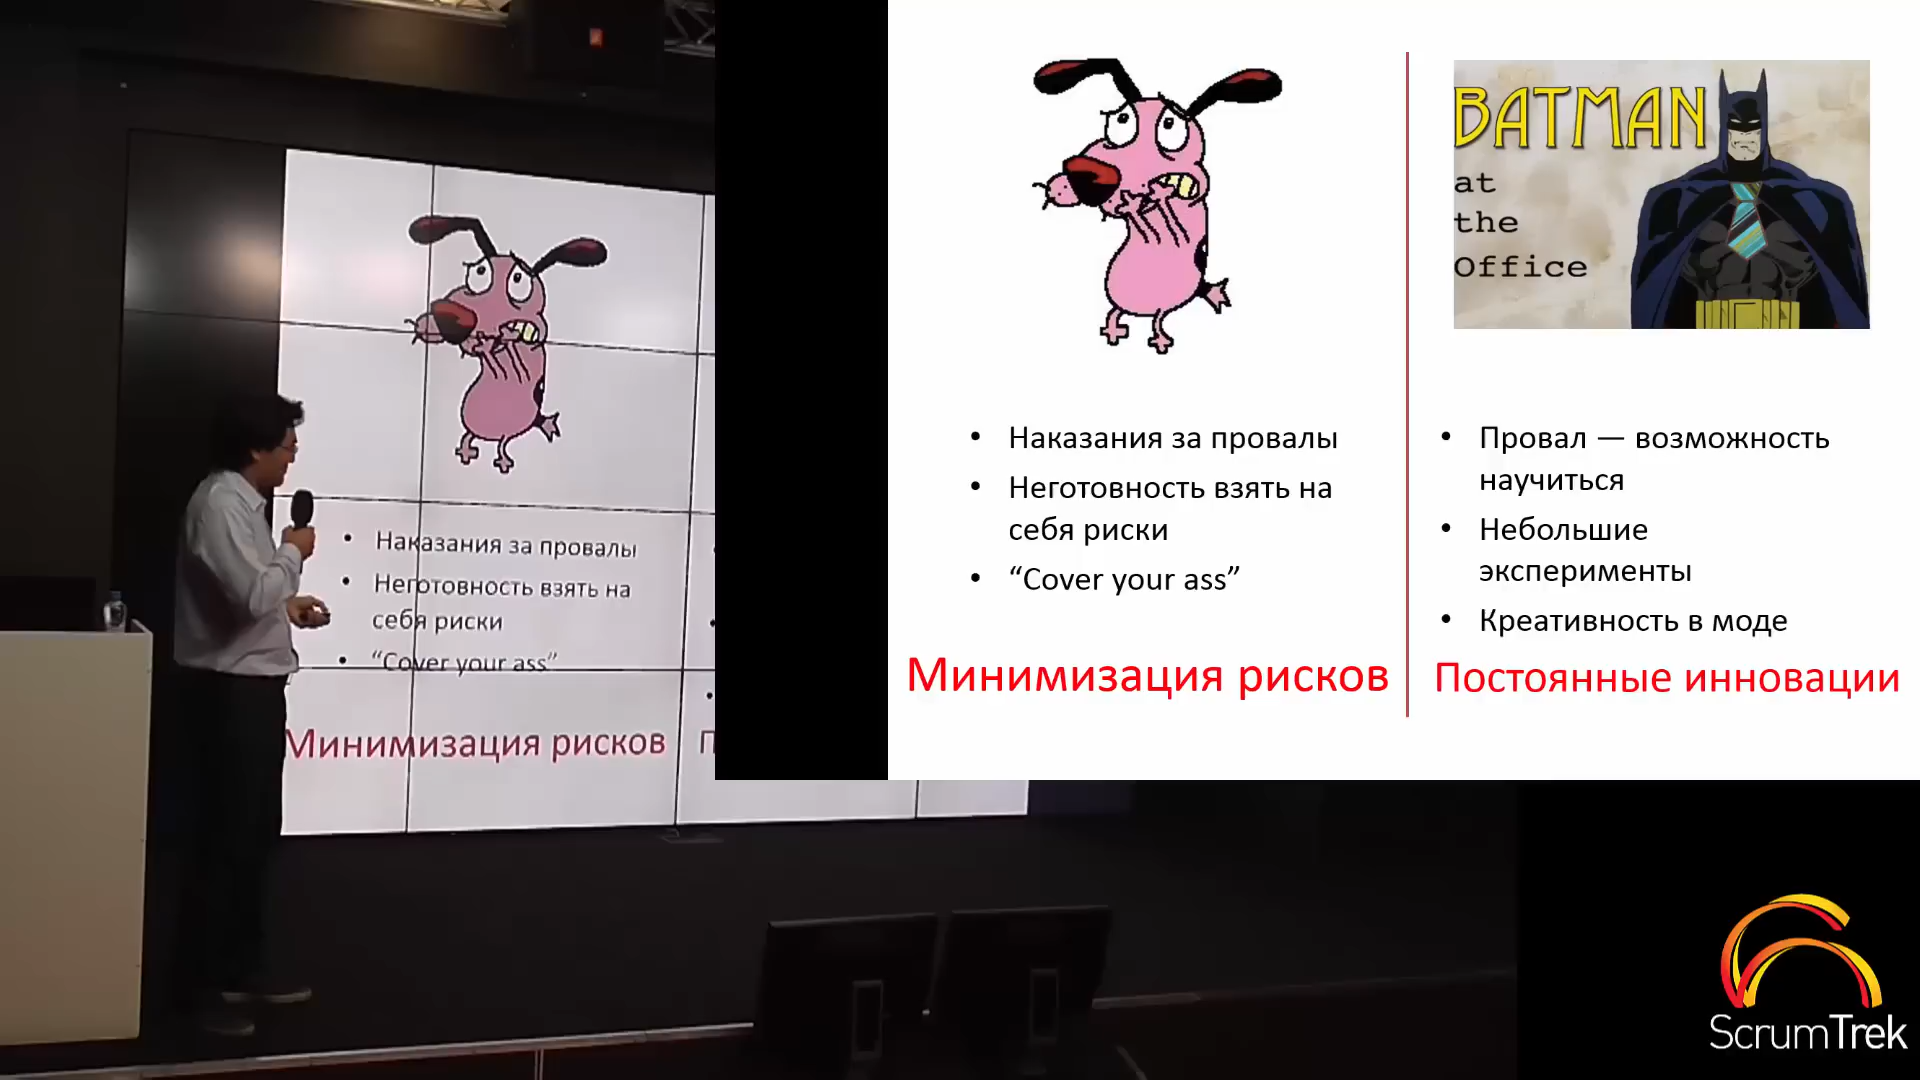 Наказания за провалы
Неготовность взять на
себя риски
“Cover your ass”
Минимизация рисков
П
BATMAN
at
the
Office
• Наказания за провалы
• Неготовность взять на
себя риски
• “Cover your ass”
Минимизация рисков
• Провал — возможность
научиться
• Небольшие
эксперименты
• Креативность в моде
Постоянные инновации
ScrumTrek